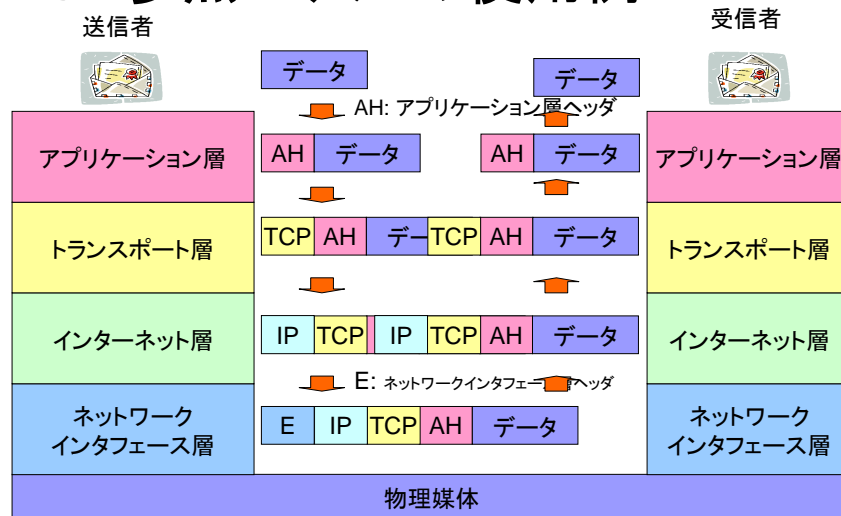 送信者
受信者
データ
データ
AH: アプリケーション層ヘッダ
アプリケーション層
AH データ
AH データ
アプリケーション層
トランスポート層
TCP AH デー
TCP AH データ
トランスポート層
インターネット層
IP TCP
IP TCP AH データ
インターネット層
E: ネットワークインタフェース層ヘッダ
ネットワーク
インタフェース層
E IP TCP AH データ
ネットワーク
インタフェース層
物理媒体